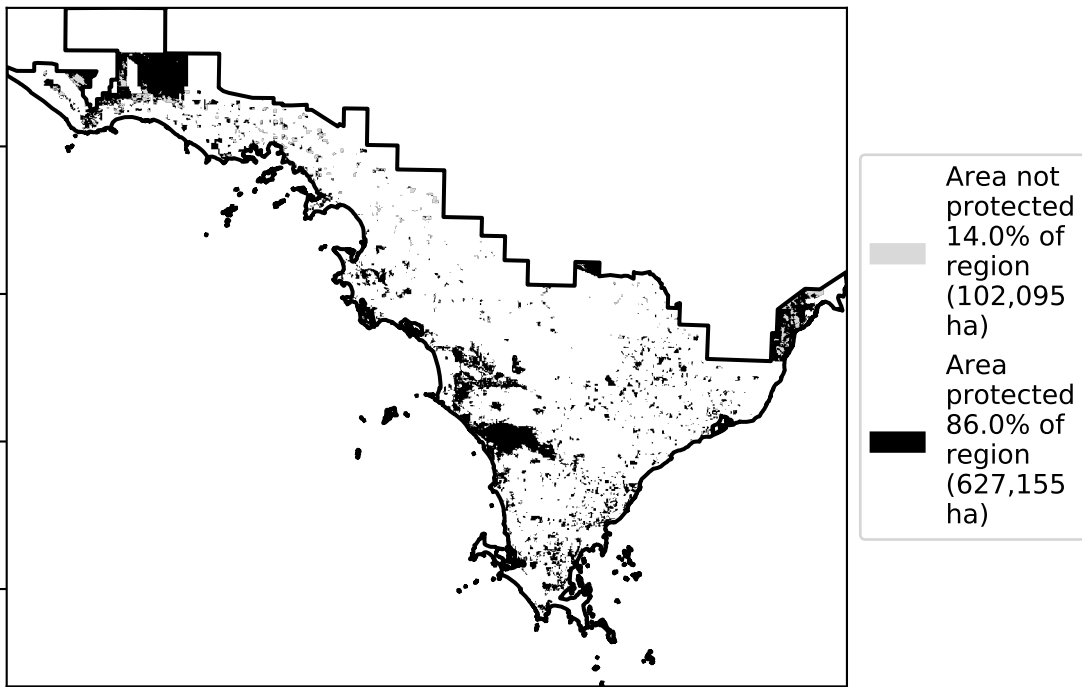 Area not
protected
14.0% of
region
(102,095
ha)
Area
protected
86.0% of
region
(627,155
ha)